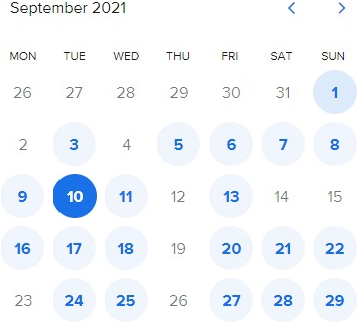 September 2021
MON TUE WED THU FRI SAT SUN
26 27 28 29 30 31 1
2 3 4 5 6 7 8
9 10 11 12 13 14 15
16 17 18 19 20 21 22
23 24 25 26 27 28 29